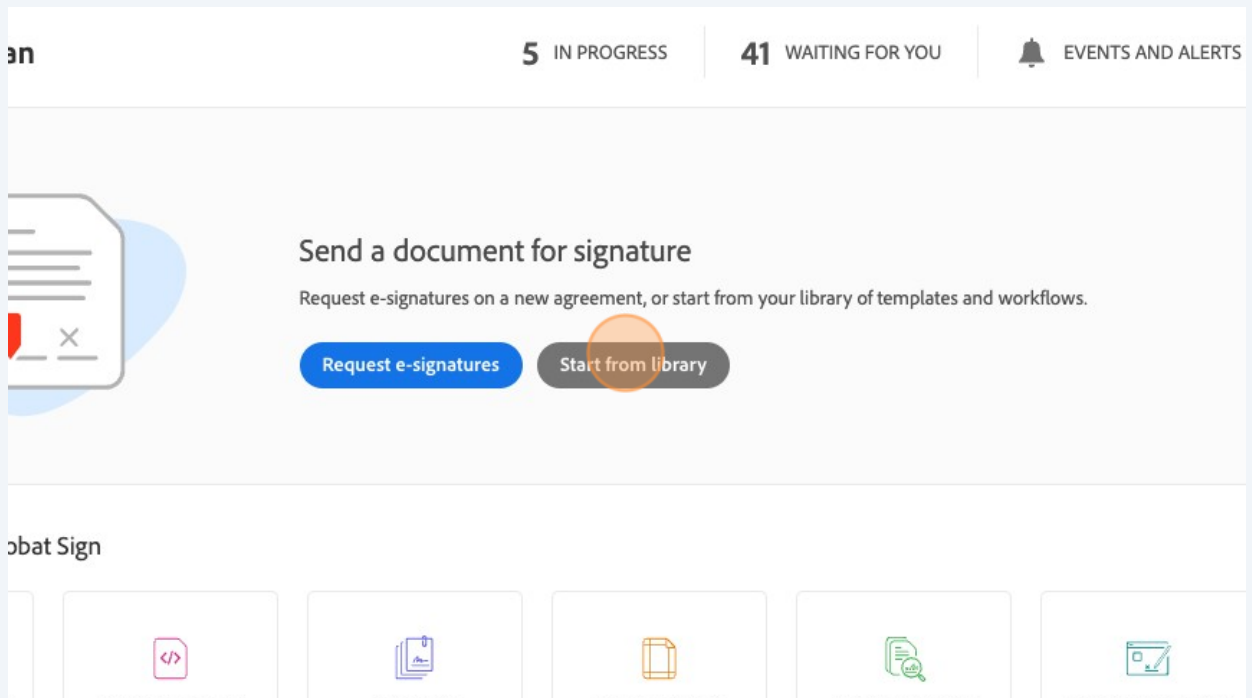 an
5 IN PROGRESS
41 WAITING FOR YOU
EVENTS AND ALERTS
Send a document for signature
Request e-signatures on a new agreement, or start from your library of templates and workflows.
Request e-signatures
Start from library
obat Sign